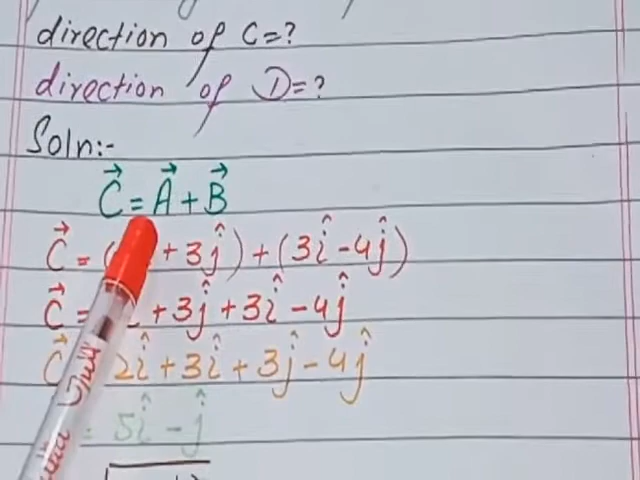 direction of C=?
direction of D=?
Soln:-
C⃗ = A⃗ + B⃗
C⃗ = ( + 3ĵ) + (3î - 4ĵ)
C⃗ = + 3ĵ + 3î - 4ĵ
C⃗ 2î + 3î + 3ĵ - 4ĵ
= 5î - ĵ